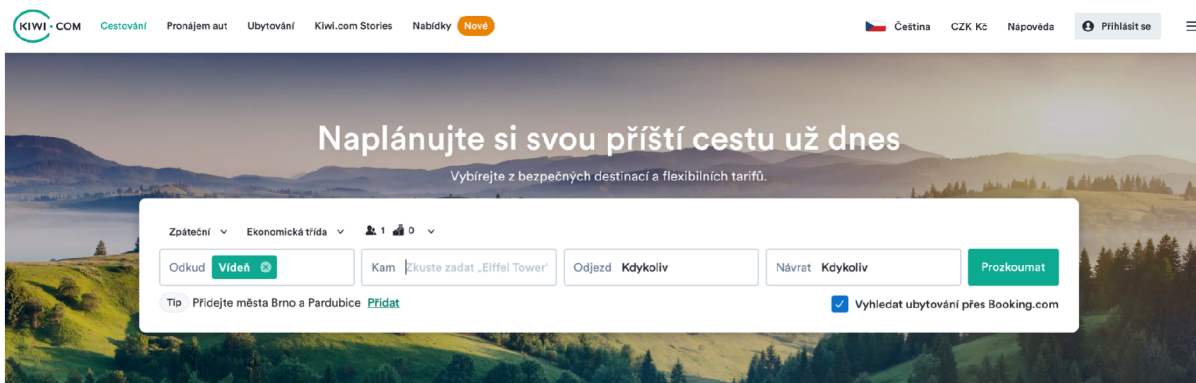 KIWI•COM Cestování Pronájem aut Ubytování Kiwi.com Stories Nabídky Nové Čeština CZK Kč Nápověda Přihlásit se
Naplánujte si svou příští cestu už dnes
Vybírejte z bezpečných destinací a flexibilních tarifů.
Zpáteční Ekonomická třída 1 0
Odkud Vídeň Kam Zkuste zadat „Eiffel Tower" Odjezd Kdykoliv Návrat Kdykoliv Prozkoumat
Tip Přidejte města Brno a Pardubice Přidat Vyhledat ubytování přes Booking.com